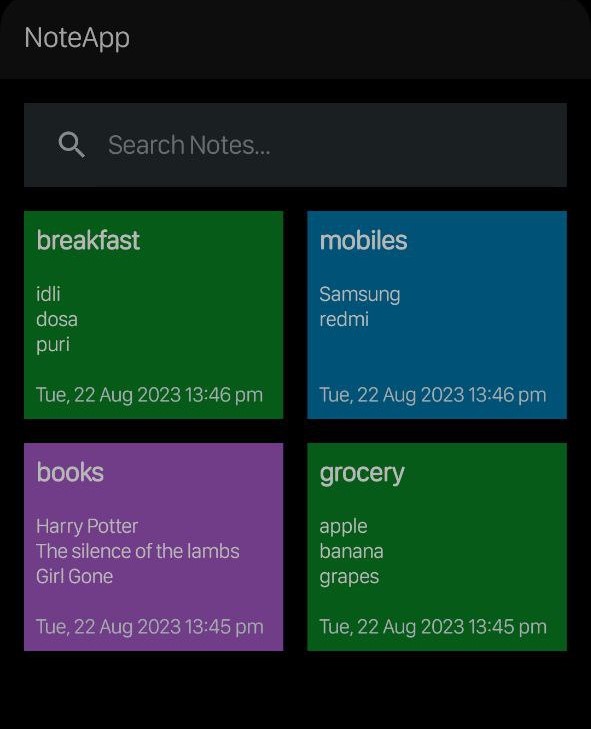 NoteApp
Search Notes...
breakfast
idli
dosa
puri
Tue, 22 Aug 2023 13:46 pm
mobiles
Samsung
redmi
Tue, 22 Aug 2023 13:46 pm
books
Harry Potter
The silence of the lambs
Girl Gone
Tue, 22 Aug 2023 13:45 pm
grocery
apple
banana
grapes
Tue, 22 Aug 2023 13:45 pm